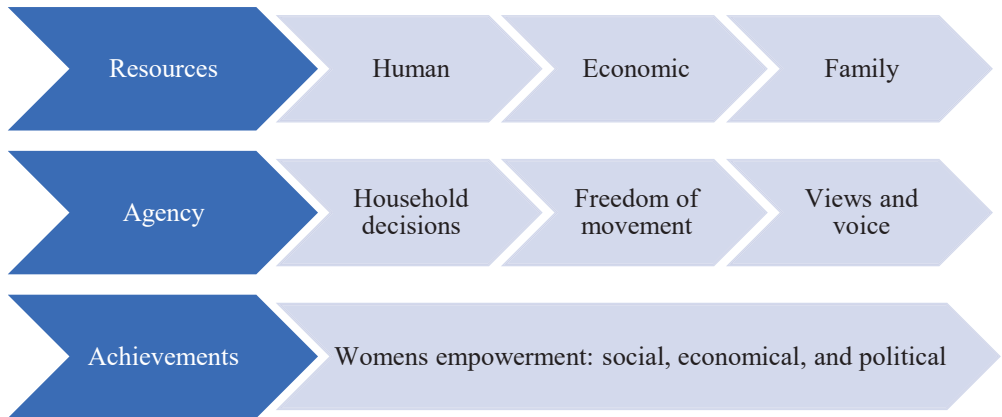 Resources
Human
Economic
Family
Agency
Household
decisions
Freedom of
movement
Views and
voice
Achievements
Womens empowerment: social, economical, and political